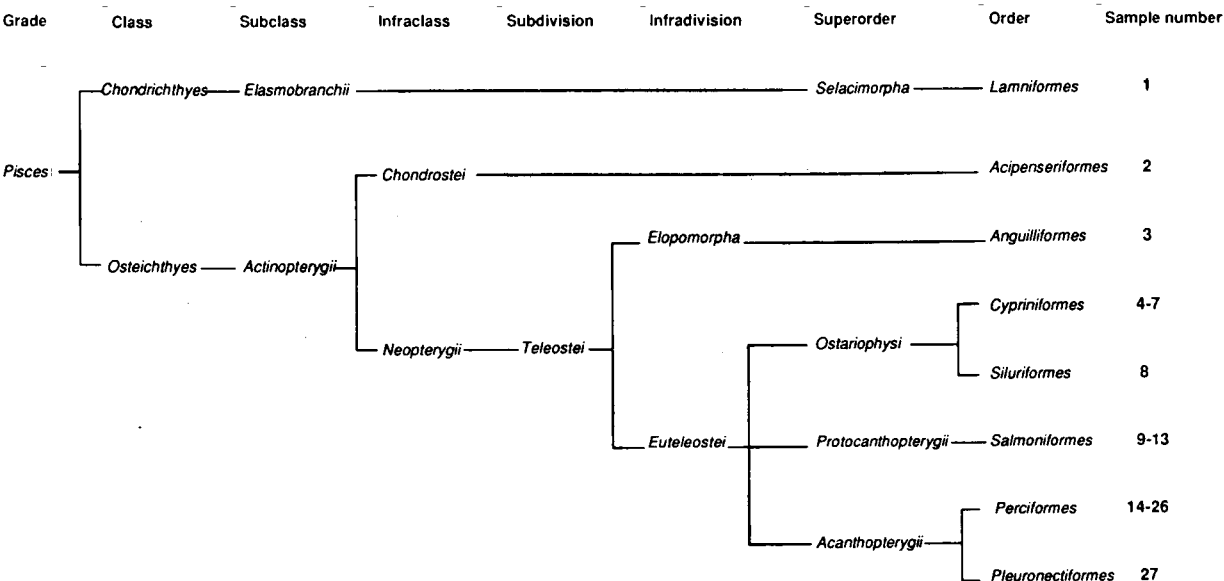 Grade Class Subclass Infraclass Subdivision Infradivision Superorder Order Sample number
Chondrichthyes Elasmobranchii Selacimorpha Lamniformes 1
Pisces Chondrostei Acipenseriformes 2
Elopomorpha Anguilliformes 3
Osteichthyes Actinopterygii
Cypriniformes 4-7
Neopterygii Teleostei Ostariophysi
Siluriformes 8
Euteleostei Protocanthopterygii Salmoniformes 9-13
Perciformes 14-26
Acanthopterygii
Pleuronectiformes 27